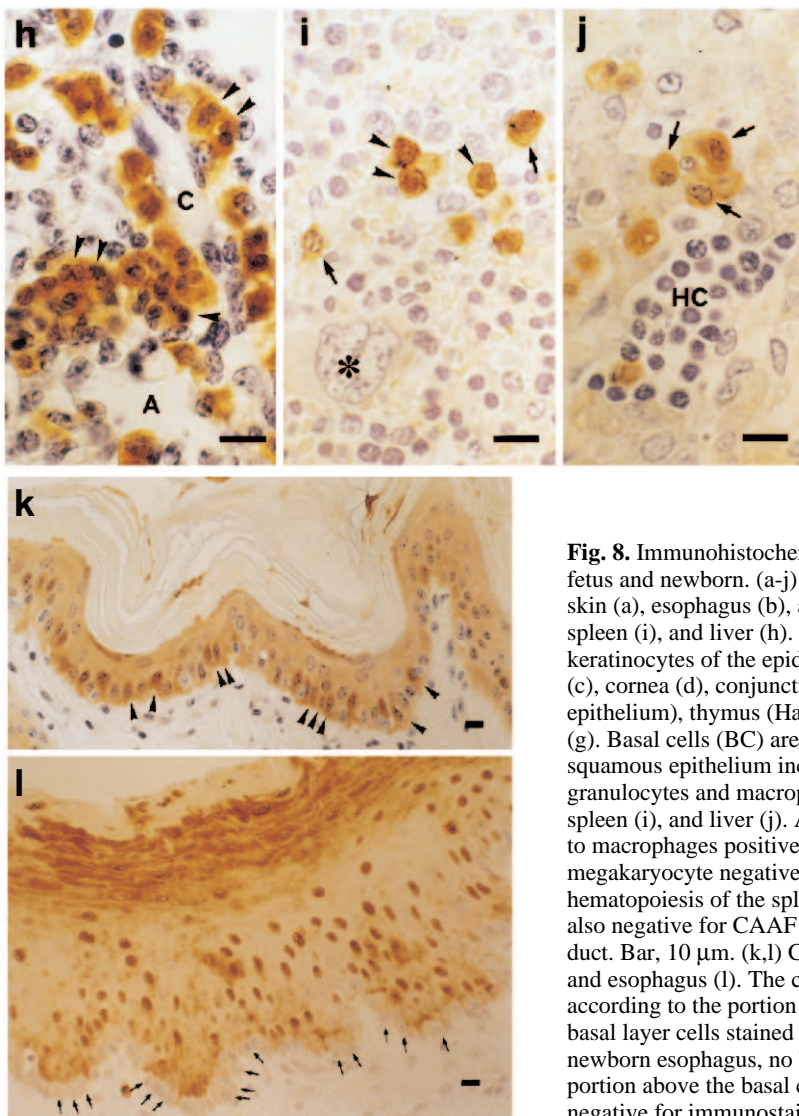 h
i
j
C
A
*
HC
k
l
Fig. 8. Immunohistochem
fetus and newborn. (a-j)
skin (a), esophagus (b), a
spleen (i), and liver (h).
keratinocytes of the epid
(c), cornea (d), conjuncti
epithelium), thymus (Ha
(g). Basal cells (BC) are
squamous epithelium inc
granulocytes and macrop
spleen (i), and liver (j). A
to macrophages positive
megakaryocyte negative
hematopoiesis of the sple
also negative for CAAF
duct. Bar, 10 μm. (k,l) C
and esophagus (l). The c
according to the portion
basal layer cells stained
newborn esophagus, no
portion above the basal c
negative for immunostai